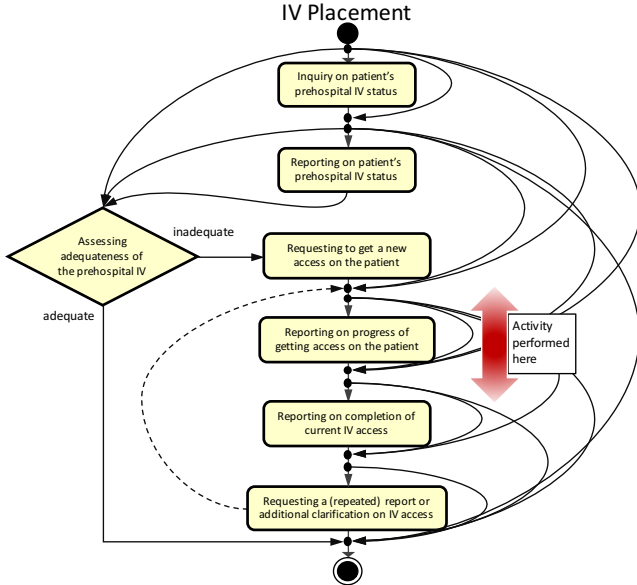 IV Placement
Inquiry on patient's
prehospital IV status
Reporting on patient's
prehospital IV status
Assessing
adequateness of
the prehospital IV
inadequate
Requesting to get a new
access on the patient
adequate
Reporting on progress of
getting access on the patient
Activity
performed
here
Reporting on completion of
current IV access
Requesting a (repeated) report or
additional clarification on IV access